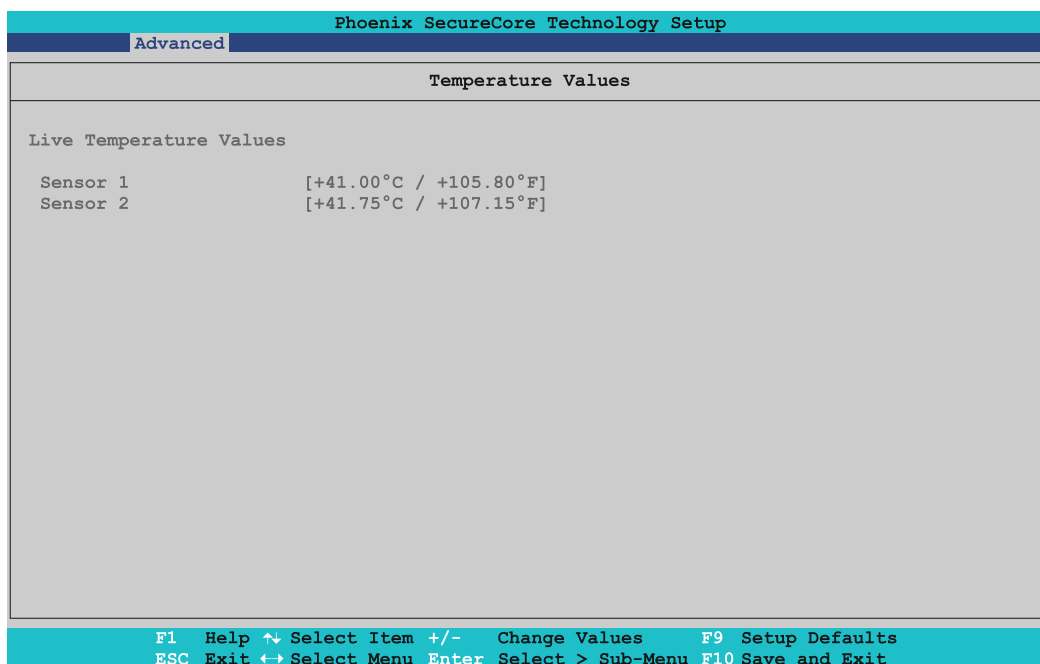 Phoenix SecureCore Technology Setup
Advanced
Temperature Values
Live Temperature Values
Sensor 1 [+41.00°C / +105.80°F]
Sensor 2 [+41.75°C / +107.15°F]
F1 Help ↑↓ Select Item +/- Change Values F9 Setup Defaults
ESC Exit ←→ Select Menu Enter Select > Sub-Menu F10 Save and Exit